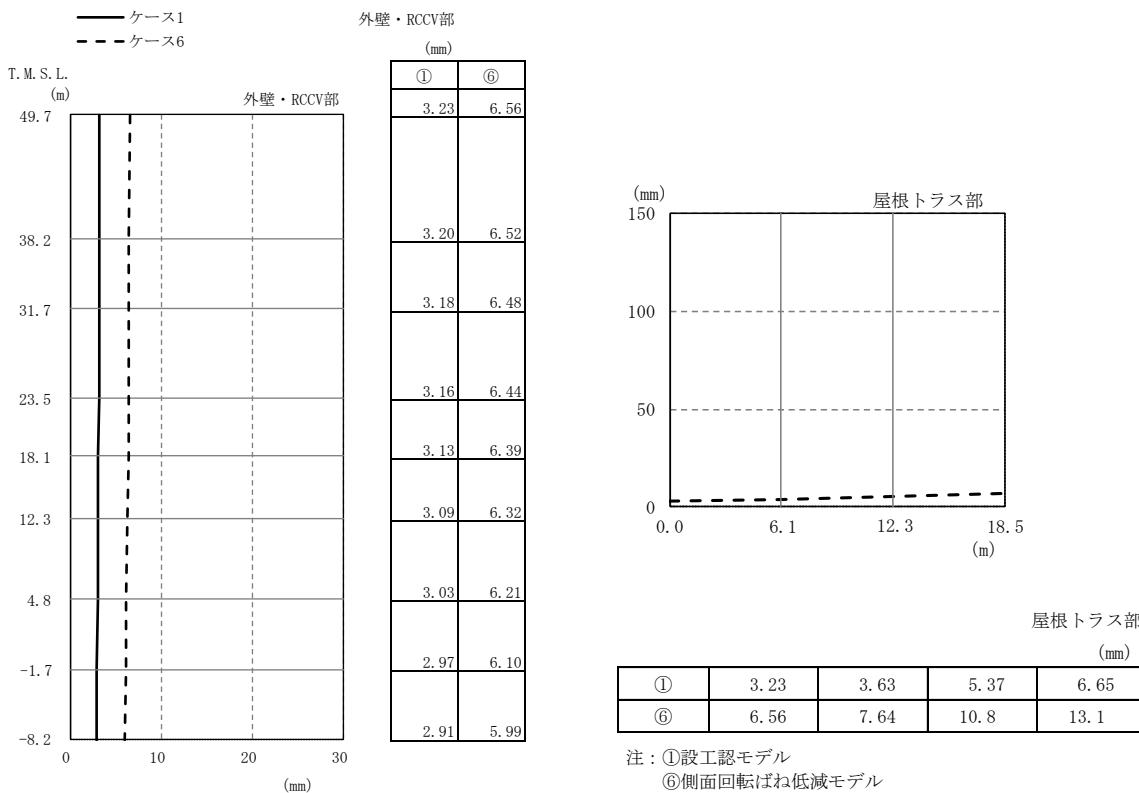 ケース1
ケース6
T.M.S.L.
(m)
外壁・RCCV部
49.7
38.2
31.7
23.5
18.1
12.3
4.8
-1.7
-8.2
0 10 20 30
(mm)
外壁・RCCV部
(mm)
① ⑥
3.23 6.56
3.20 6.52
3.18 6.48
3.16 6.44
3.13 6.39
3.09 6.32
3.03 6.21
2.97 6.10
2.91 5.99
(mm)
屋根トラス部
150
100
50
0
0.0 6.1 12.3 18.5
(m)
屋根トラス部
(mm)
① 3.23 3.63 5.37 6.65
⑥ 6.56 7.64 10.8 13.1
注：①設工認モデル
⑥側面回転ばね低減モデル